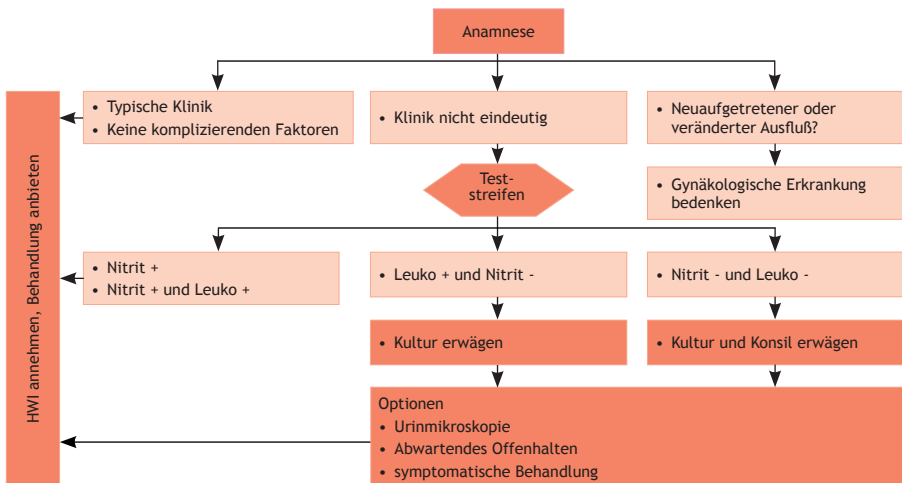 Anamnese
• Typische Klinik
• Keine komplizierenden Faktoren
• Klinik nicht eindeutig
• Neuaufgetretener oder
veränderter Ausfluß?
Test-
streifen
• Gynäkologische Erkrankung
bedenken
HWI annehmen, Behandlung anbieten
• Nitrit +
• Nitrit + und Leuko +
• Leuko + und Nitrit -
• Nitrit - und Leuko -
• Kultur erwägen
• Kultur und Konsil erwägen
Optionen
• Urinmikroskopie
• Abwartendes Offenhalten
• symptomatische Behandlung